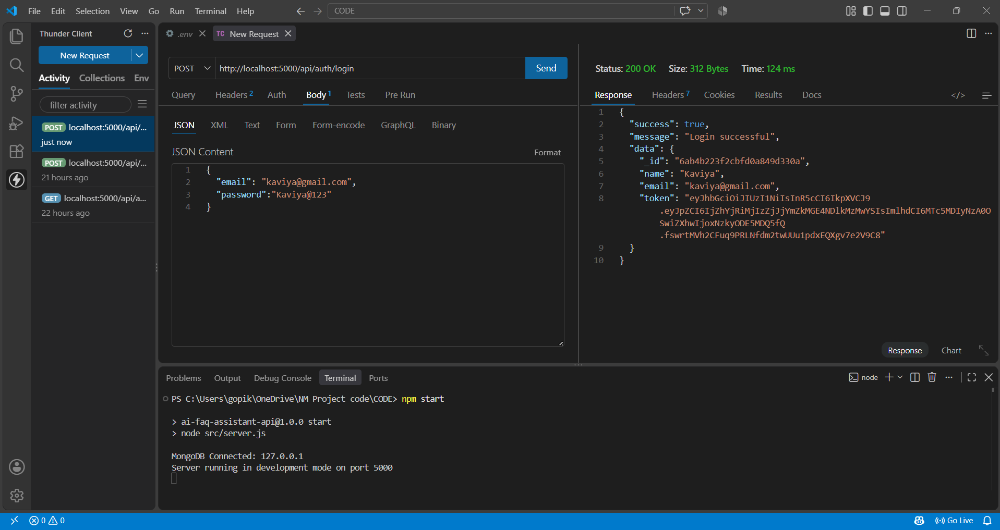 File Edit Selection View Go Run Terminal Help
CODE
Thunder Client
New Request
Activity Collections Env
filter activity
POST localhost:5000/api/...
just now
POST localhost:5000/api/...
21 hours ago
GET localhost:5000/api/a...
22 hours ago
.env
TC New Request
POST http://localhost:5000/api/auth/login Send
Query Headers 2 Auth Body 1 Tests Pre Run
JSON XML Text Form Form-encode GraphQL Binary
JSON Content Format
1 {
2 "email": "kaviya@gmail.com",
3 "password":"Kaviya@123"
4 }
Status: 200 OK Size: 312 Bytes Time: 124 ms
Response Headers 7 Cookies Results Docs </>
1 {
2 "success": true,
3 "message": "Login successful",
4 "data": {
5 "_id": "6ab4b223f2cbfd0a849d330a",
6 "name": "Kaviya",
7 "email": "kaviya@gmail.com",
8 "token": "eyJhbGciOiJIUzI1NiIsInR5cCI6IkpXVCJ9
.eyJpZCI6IjZhYjRiMjIzZjJjYmZkMGE4NDlkMzMwYSIsImlhdCI6MTc5MDIyNzA0O
SwiZXhwIjoxNzkyODE5MDQ5fQ
.fswrtMVh2CFuq9PRLNfdm2twUUu1pdxEQXgv7e2V9C8"
9 }
10 }
Response Chart
Problems Output Debug Console Terminal Ports
node
PS C:\Users\gopik\OneDrive\NM Project code\CODE> npm start
> ai-faq-assistant-api@1.0.0 start
> node src/server.js
MongoDB Connected: 127.0.0.1
Server running in development mode on port 5000
0 0
Go Live